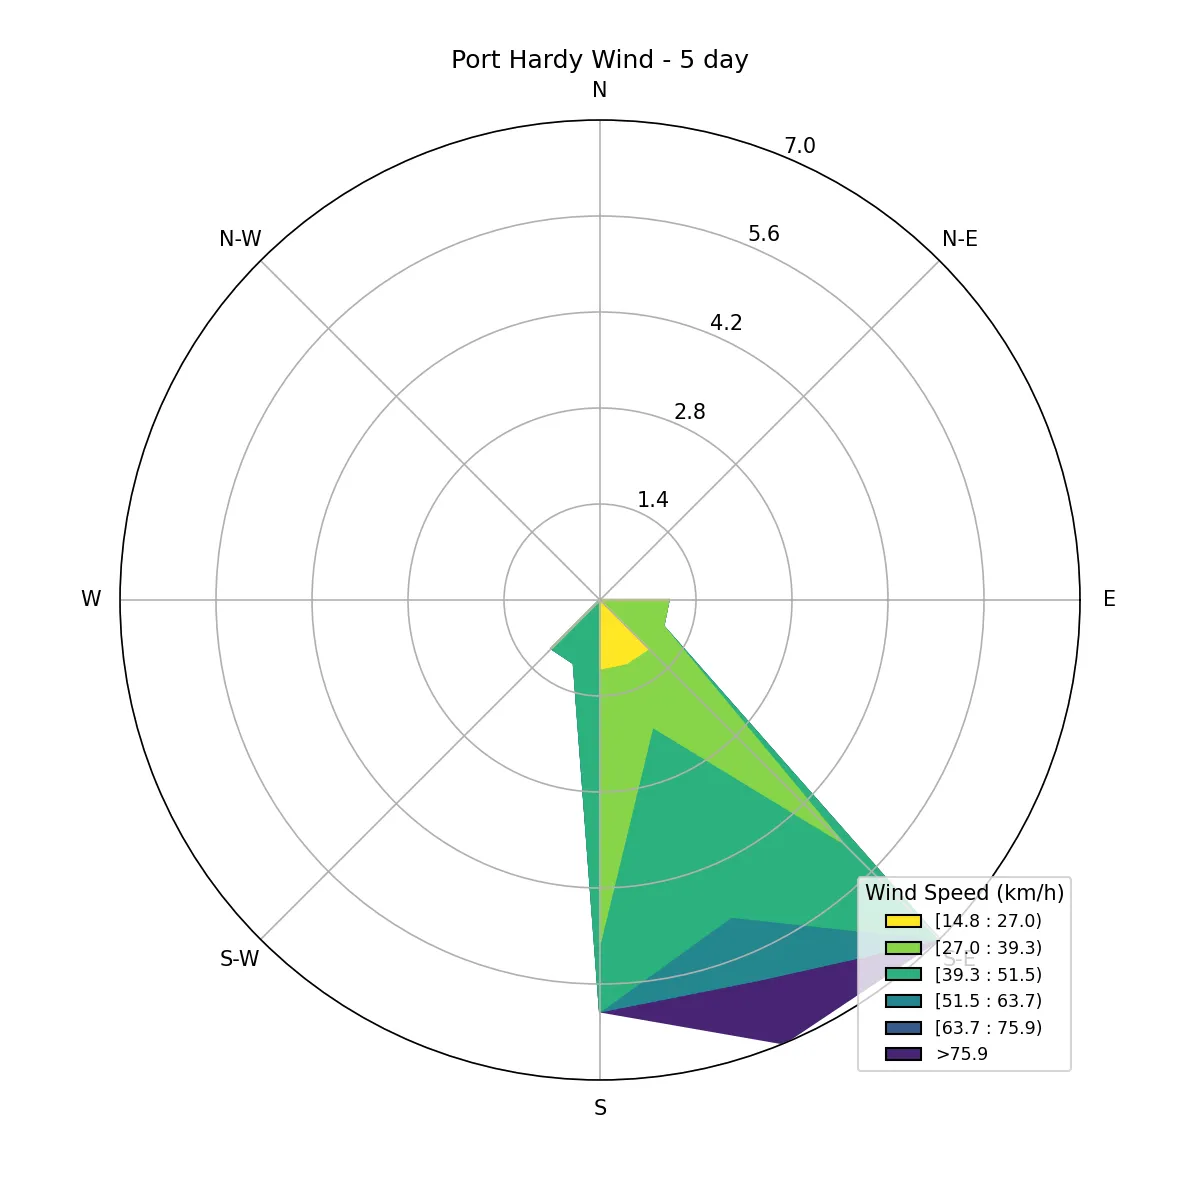 Port Hardy Wind - 5 day
N
7.0
N-W
5.6
N-E
4.2
2.8
1.4
W
E
Wind Speed (km/h)
[14.8 : 27.0)
[27.0 : 39.3)
S-W
S-E
[39.3 : 51.5)
[51.5 : 63.7)
[63.7 : 75.9)
>75.9
S